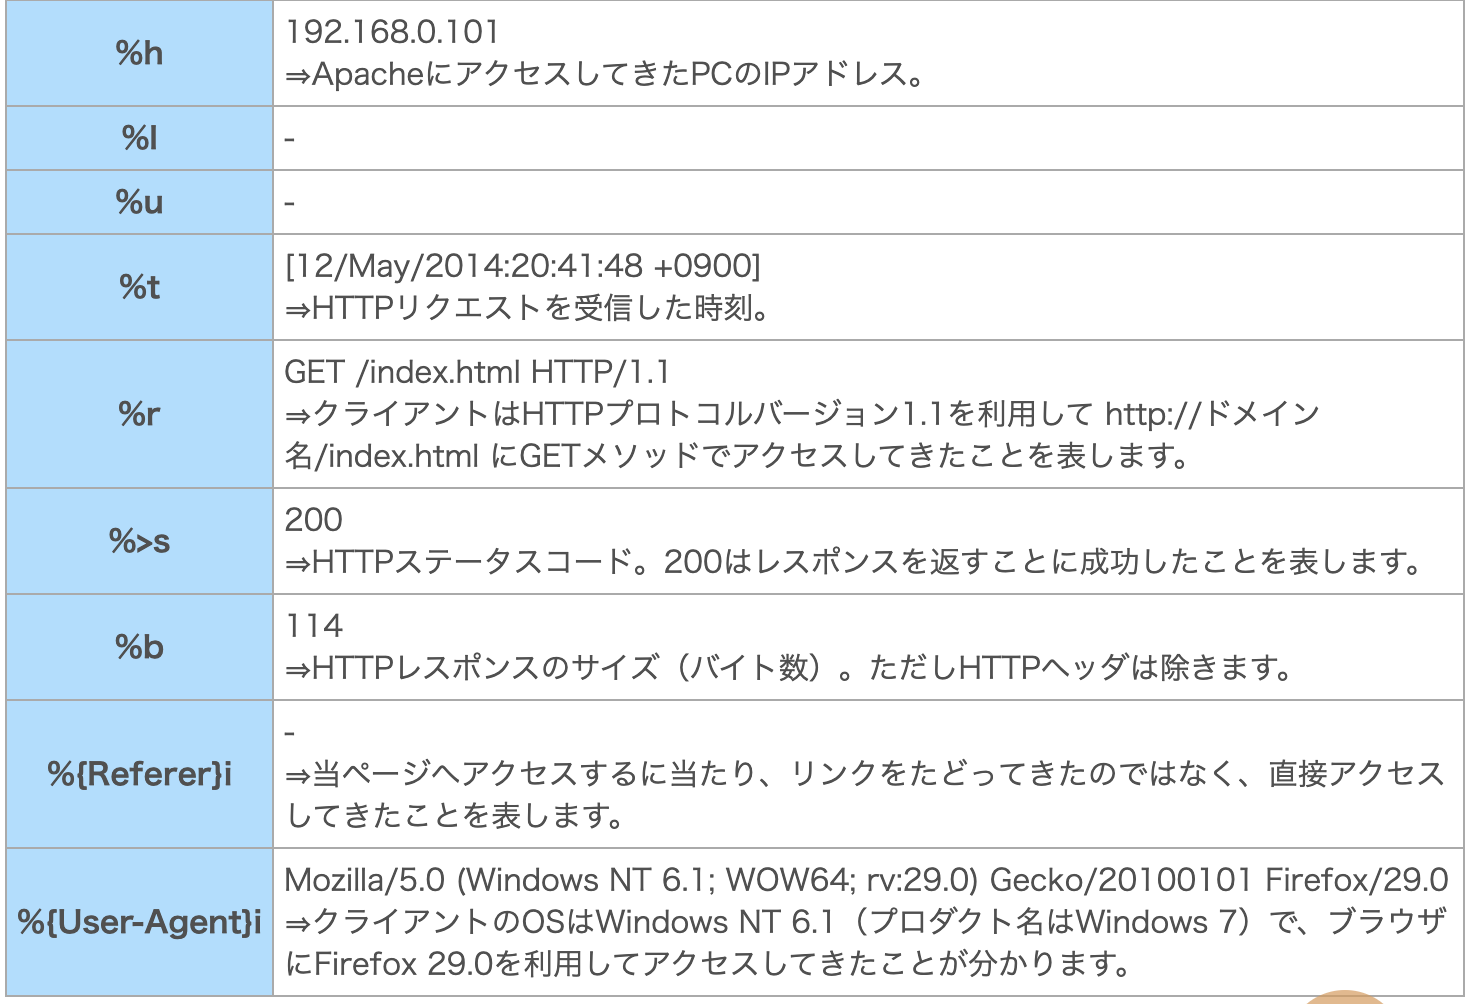 %h
192.168.0.101
⇒ApacheにアクセスしてきたPCのIPアドレス。
%l
-
%u
-
%t
[12/May/2014:20:41:48 +0900]
⇒HTTPリクエストを受信した時刻。
%r
GET /index.html HTTP/1.1
⇒クライアントはHTTPプロトコルバージョン1.1を利用して http://ドメイン
名/index.html にGETメソッドでアクセスしてきたことを表します。
%>s
200
⇒HTTPステータスコード。200はレスポンスを返すことに成功したことを表します。
%b
114
⇒HTTPレスポンスのサイズ（バイト数）。ただしHTTPヘッダは除きます。
%{Referer}i
-
⇒当ページへアクセスするに当たり、リンクをたどってきたのではなく、直接アクセス
してきたことを表します。
%{User-Agent}i
Mozilla/5.0 (Windows NT 6.1; WOW64; rv:29.0) Gecko/20100101 Firefox/29.0
⇒クライアントのOSはWindows NT 6.1（プロダクト名はWindows 7）で、ブラウザ
にFirefox 29.0を利用してアクセスしてきたことが分かります。